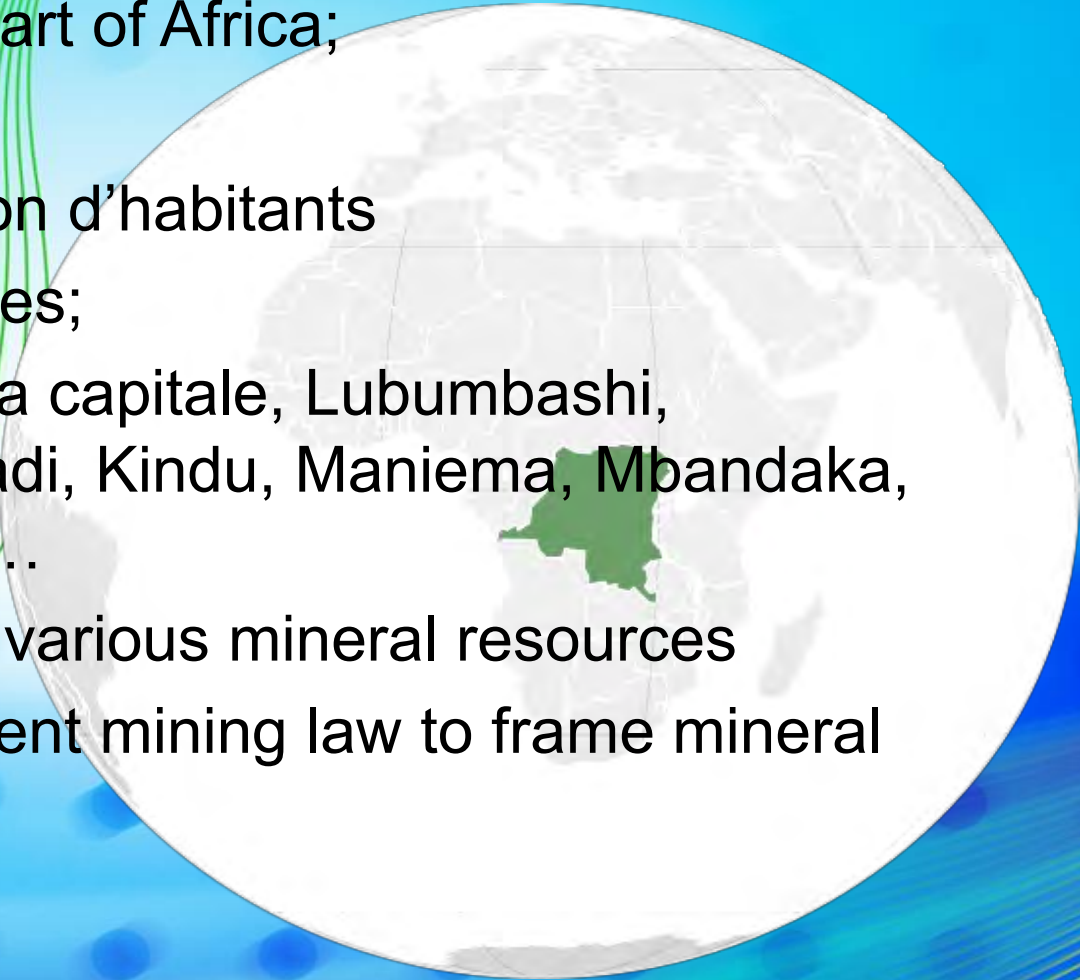 art of Africa;
on d’habitants
es;
a capitale, Lubumbashi,
adi, Kindu, Maniema, Mbandaka,
…
various mineral resources
ent mining law to frame mineral